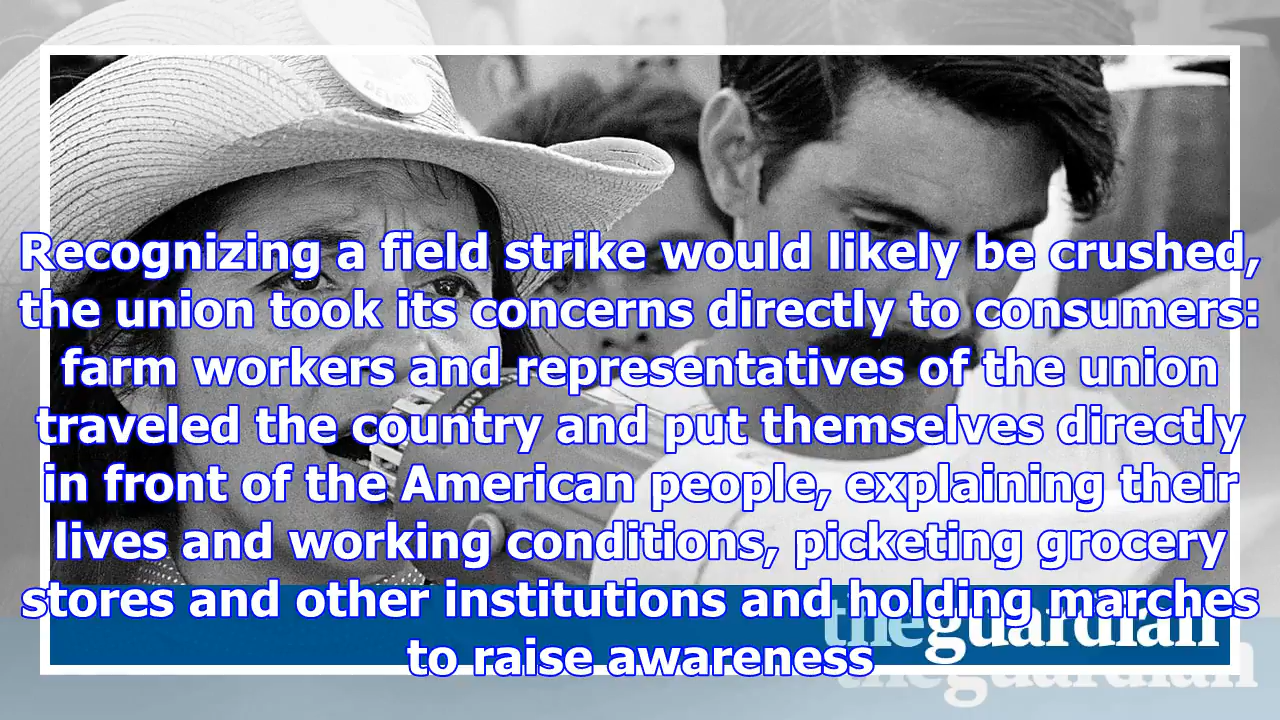 Recognizing a field strike would likely be crushed,
the union took its concerns directly to consumers:
farm workers and representatives of the union
traveled the country and put themselves directly
in front of the American people, explaining their
lives and working conditions, picketing grocery
stores and other institutions and holding marches
to raise awareness
theguardian
theguardian